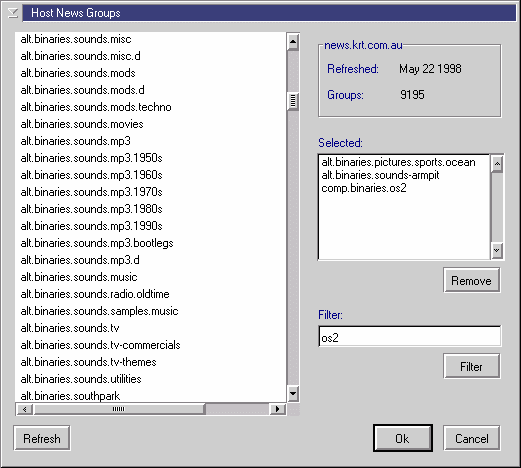 Host News Groups
alt.binaries.sounds.misc
alt.binaries.sounds.misc.d
alt.binaries.sounds.mods
alt.binaries.sounds.mods.d
alt.binaries.sounds.mods.techno
alt.binaries.sounds.movies
alt.binaries.sounds.mp3
alt.binaries.sounds.mp3.1950s
alt.binaries.sounds.mp3.1960s
alt.binaries.sounds.mp3.1970s
alt.binaries.sounds.mp3.1980s
alt.binaries.sounds.mp3.1990s
alt.binaries.sounds.mp3.bootlegs
alt.binaries.sounds.mp3.d
alt.binaries.sounds.music
alt.binaries.sounds.radio.oldtime
alt.binaries.sounds.samples.music
alt.binaries.sounds.tv
alt.binaries.sounds.tv-commercials
alt.binaries.sounds.tv-themes
alt.binaries.sounds.utilities
alt.binaries.southpark
news.krt.com.au
Refreshed: May 22 1998
Groups: 9195
Selected:
alt.binaries.pictures.sports.ocean
alt.binaries.sounds-armpit
comp.binaries.os2
Remove
Filter:
os2
Filter
Refresh
Ok
Cancel